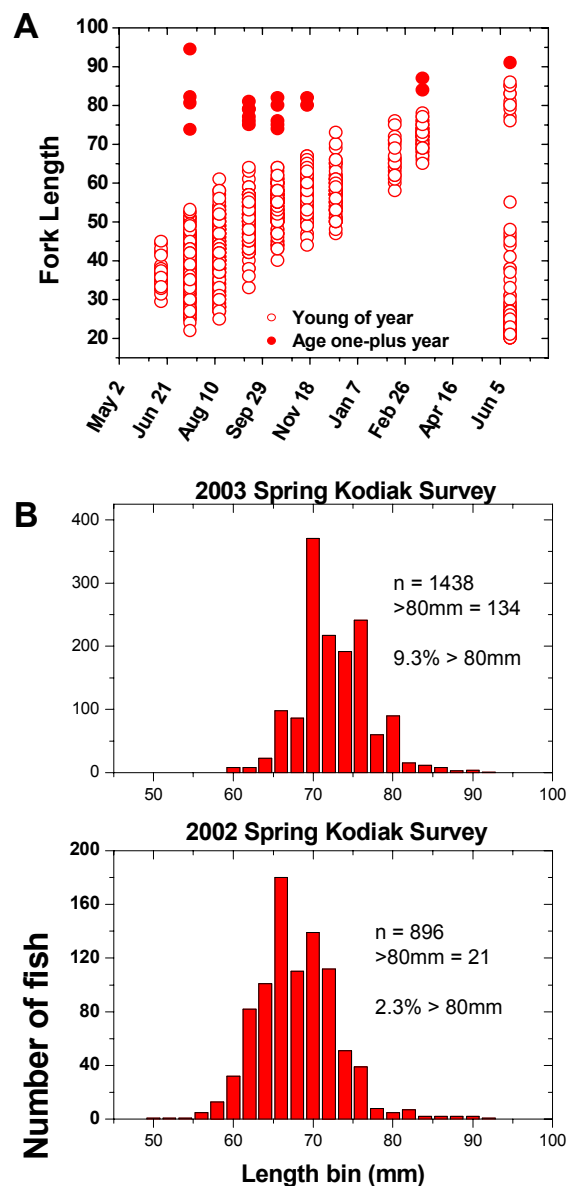 A
100
90
80
70
60
50
40
30
20
Fork Length
Young of year
Age one-plus year
May 2
Jun 21
Aug 10
Sep 29
Nov 18
Jan 7
Feb 26
Apr 16
Jun 5
B
2003 Spring Kodiak Survey
400
300
200
100
0
n = 1438
>80mm = 134
9.3% > 80mm
50
60
70
80
90
100
2002 Spring Kodiak Survey
200
160
120
80
40
0
n = 896
>80mm = 21
2.3% > 80mm
50
60
70
80
90
100
Number of fish
Length bin (mm)